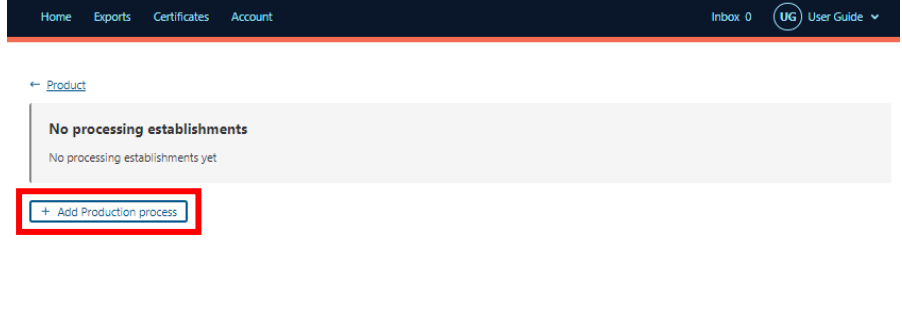 Home Exports Certificates Account Inbox 0 UG User Guide
← Product
No processing establishments
No processing establishments yet
+ Add Production process